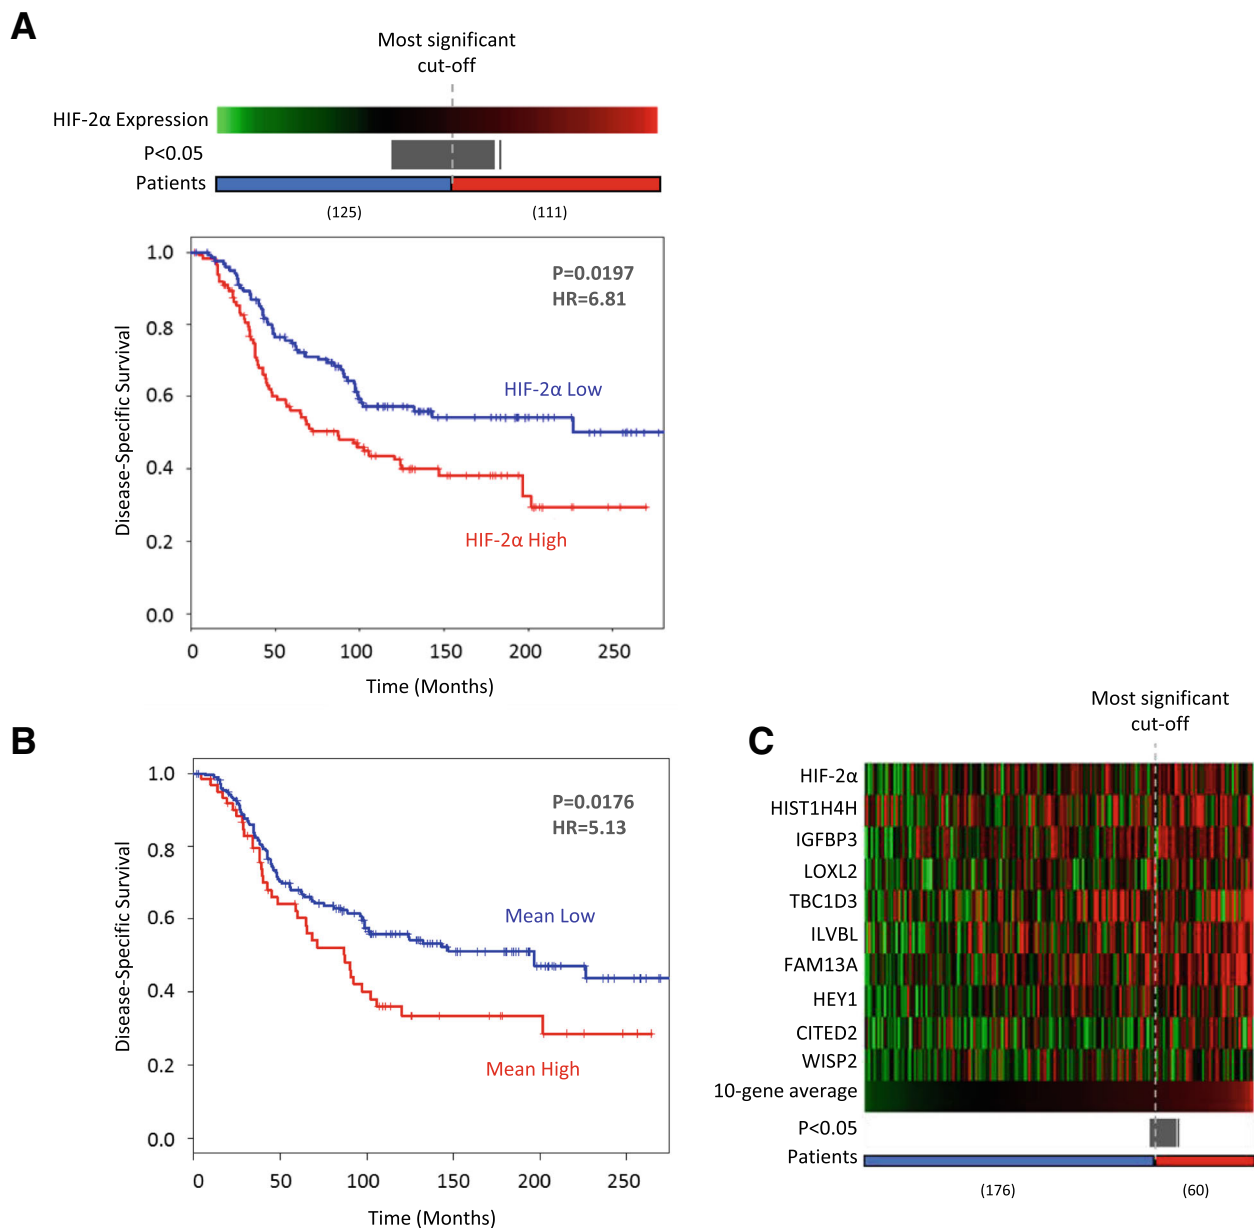 A
Most significant
cut-off
HIF-2α Expression
P<0.05
Patients
(125)
(111)
1.0
0.8
0.6
0.4
0.2
0.0
Disease-Specific Survival
P=0.0197
HR=6.81
HIF-2α Low
HIF-2α High
0
50
100
150
200
250
Time (Months)
B
1.0
0.8
0.6
0.4
0.2
0.0
Disease-Specific Survival
P=0.0176
HR=5.13
Mean Low
Mean High
0
50
100
150
200
250
Time (Months)
C
Most significant
cut-off
HIF-2α
HIST1H4H
IGFBP3
LOXL2
TBC1D3
ILVBL
FAM13A
HEY1
CITED2
WISP2
10-gene average
P<0.05
Patients
(176)
(60)